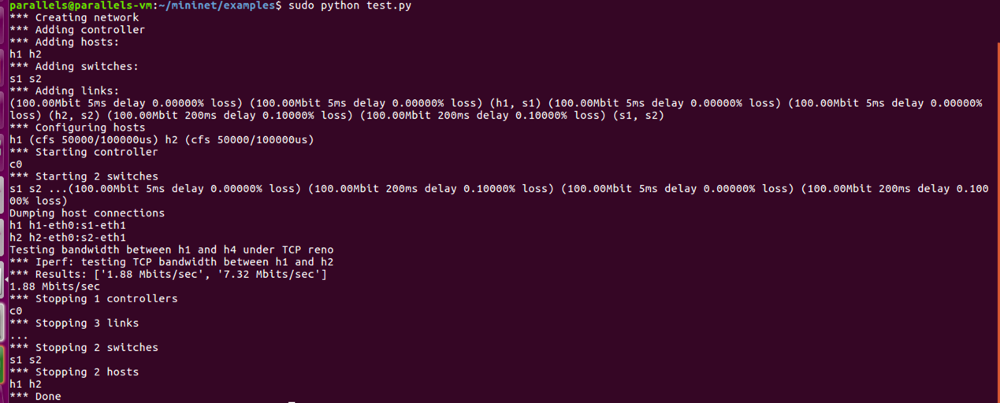 parallels@parallels-vm:~/mininet/examples$ sudo python test.py
*** Creating network
*** Adding controller
*** Adding hosts:
h1 h2
*** Adding switches:
s1 s2
*** Adding links:
(100.00Mbit 5ms delay 0.00000% loss) (100.00Mbit 5ms delay 0.00000% loss) (h1, s1) (100.00Mbit 5ms delay 0.00000% loss) (100.00Mbit 5ms delay 0.00000%
loss) (h2, s2) (100.00Mbit 200ms delay 0.10000% loss) (100.00Mbit 200ms delay 0.10000% loss) (s1, s2)
*** Configuring hosts
h1 (cfs 50000/100000us) h2 (cfs 50000/100000us)
*** Starting controller
c0
*** Starting 2 switches
s1 s2 ...(100.00Mbit 5ms delay 0.00000% loss) (100.00Mbit 200ms delay 0.10000% loss) (100.00Mbit 5ms delay 0.00000% loss) (100.00Mbit 200ms delay 0.100
00% loss)
Dumping host connections
h1 h1-eth0:s1-eth1
h2 h2-eth0:s2-eth1
Testing bandwidth between h1 and h4 under TCP reno
*** Iperf: testing TCP bandwidth between h1 and h2
*** Results: ['1.88 Mbits/sec', '7.32 Mbits/sec']
1.88 Mbits/sec
*** Stopping 1 controllers
c0
*** Stopping 3 links
...
*** Stopping 2 switches
s1 s2
*** Stopping 2 hosts
h1 h2
*** Done